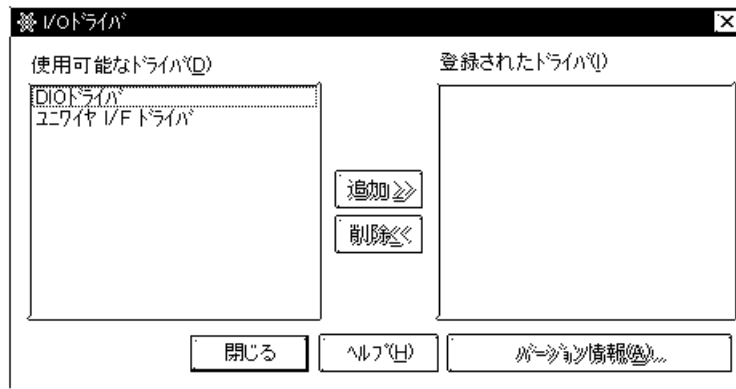 I/Oドライバ
使用可能なドライバ(D)
登録されたドライバ(I)
DIOドライバ
ユニワイヤ I/F ドライバ
追加>>
削除<<
閉じる
ヘルプ(H)
バージョン情報(A)...